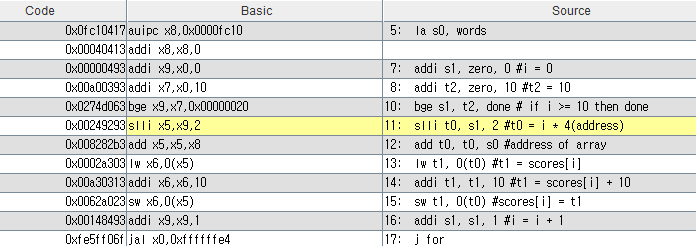 Code Basic Source
0x0fc10417 auipc x8,0x0000fc10 5: la s0, words
0x00040413 addi x8,x8,0
0x00000493 addi x9,x0,0 7: addi s1, zero, 0 #i = 0
0x00a00393 addi x7,x0,10 8: addi t2, zero, 10 #t2 = 10
0x0274d063 bge x9,x7,0x00000020 10: bge s1, t2, done # if i >= 10 then done
0x00249293 slli x5,x9,2 11: slli t0, s1, 2 #t0 = i * 4(address)
0x008282b3 add x5,x5,x8 12: add t0, t0, s0 #address of array
0x0002a303 lw x6,0(x5) 13: lw t1, 0(t0) #t1 = scores[i]
0x00a30313 addi x6,x6,10 14: addi t1, t1, 10 #t1 = scores[i] + 10
0x0062a023 sw x6,0(x5) 15: sw t1, 0(t0) #scores[i] = t1
0x00148493 addi x9,x9,1 16: addi s1, s1, 1 #i = i + 1
0xfe5ff06f jal x0,0xffffffe4 17: j for